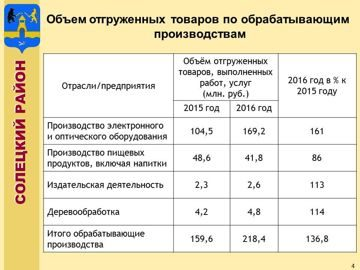 Объем отгруженных товаров по обрабатывающим
производствам
СОЛЕЦКИЙ РАЙОН
Отрасли/предприятия
Объём отгруженных
товаров, выполненных
работ, услуг
(млн. руб.)
2016 год в % к
2015 году
2015 год 2016 год
Производство электронного
и оптического оборудования
104,5 169,2 161
Производство пищевых
продуктов, включая напитки
48,6 41,8 86
Издательская деятельность 2,3 2,6 113
Деревообработка 4,2 4,8 114
Итого обрабатывающие
производства
159,6 218,4 136,8
4